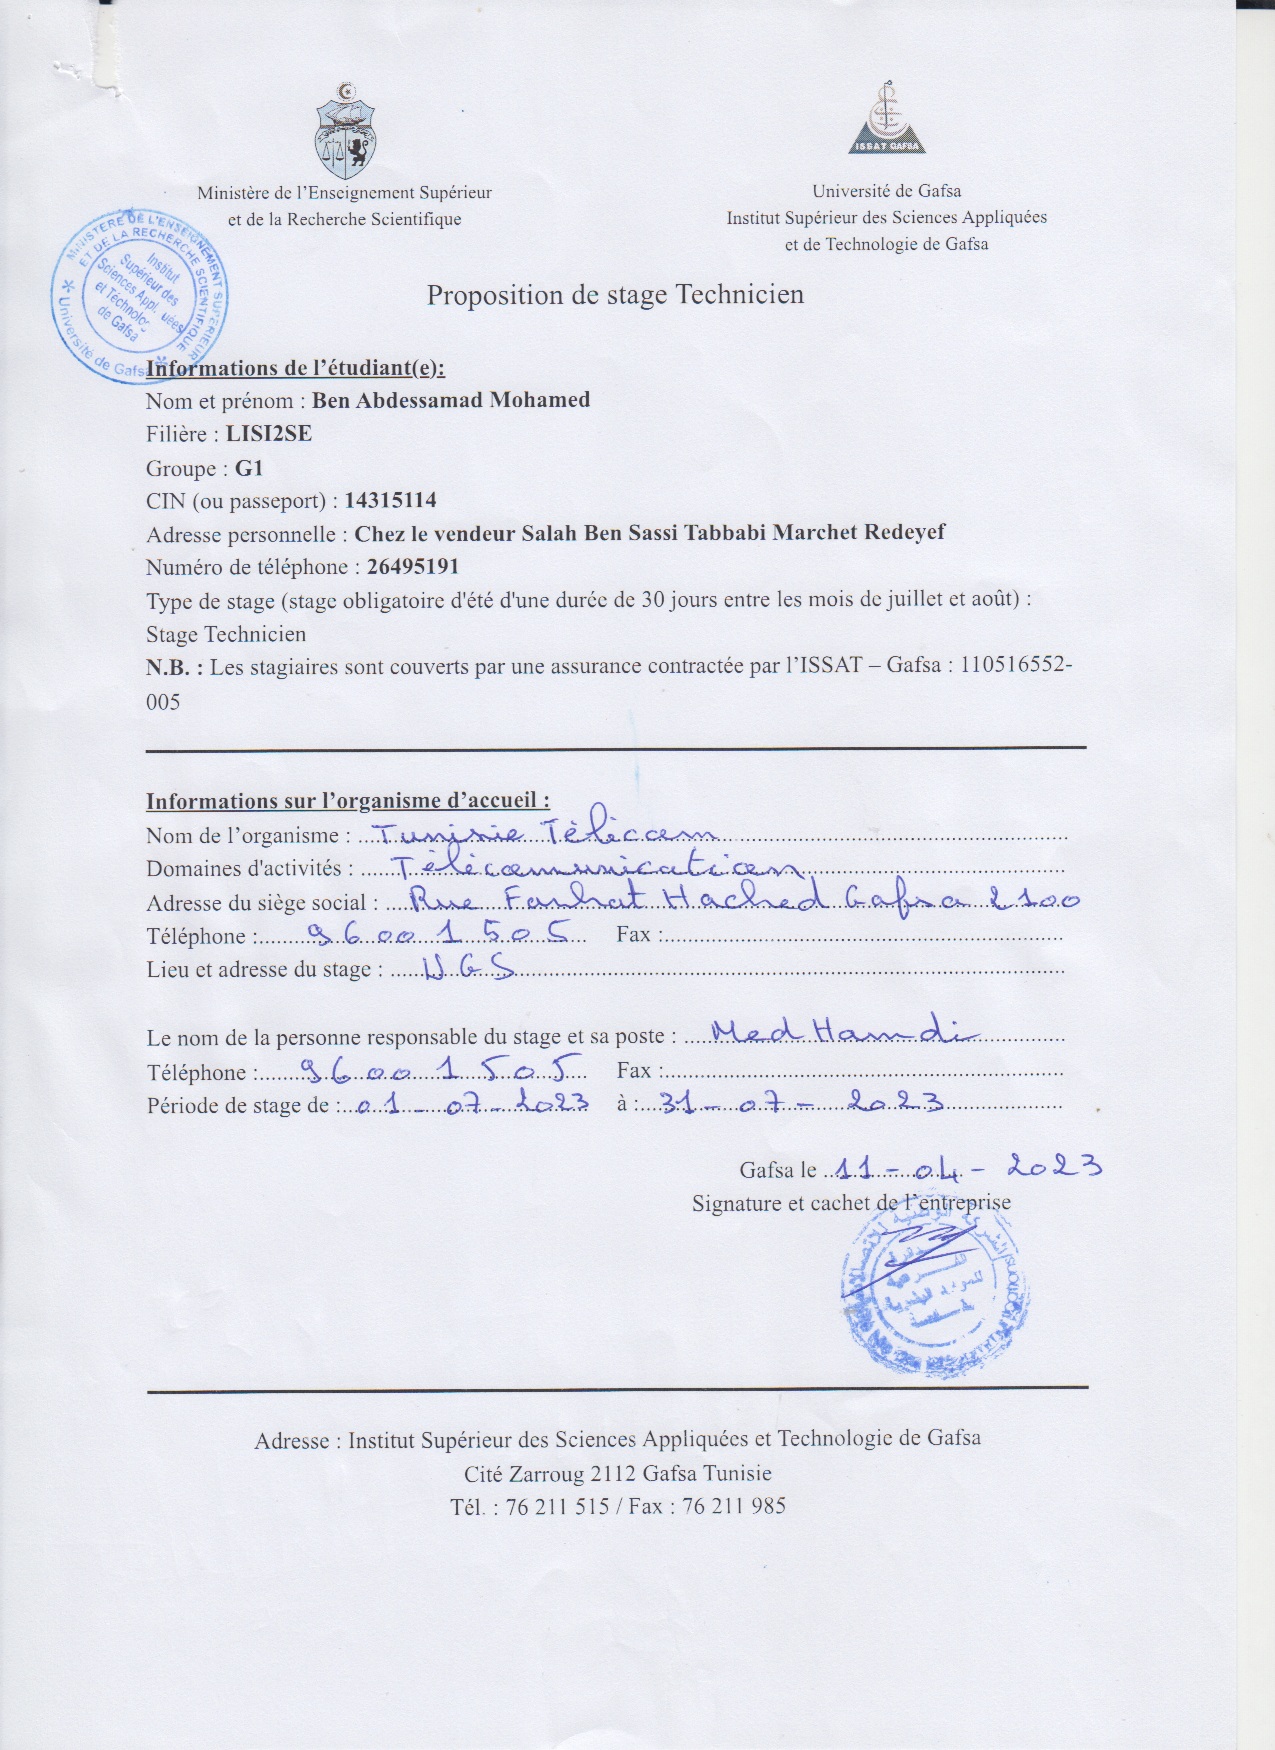 Ministère de l'Enseignement Supérieur
et de la Recherche Scientifique
ISSAT GAFSA
Université de Gafsa
Institut Supérieur des Sciences Appliquées
et de Technologie de Gafsa
MINISTERE DE L'ENSEIGNEMENT SUPERIEUR
ET DE LA RECHERCHE SCIENTIFIQUE
Institut
Supérieur des
Sciences Appl. uées
et Téchnolog
de Gafsa
Université de Gafsa
Proposition de stage Technicien
Informations de l'étudiant(e):
Nom et prénom : Ben Abdessamad Mohamed
Filière : LISI2SE
Groupe : G1
CIN (ou passeport) : 14315114
Adresse personnelle : Chez le vendeur Salah Ben Sassi Tabbabi Marchet Redeyef
Numéro de téléphone : 26495191
Type de stage (stage obligatoire d'été d'une durée de 30 jours entre les mois de juillet et août) :
Stage Technicien
N.B. : Les stagiaires sont couverts par une assurance contractée par l'ISSAT – Gafsa : 110516552-
005
Informations sur l'organisme d'accueil :
Nom de l'organisme : Tunisie Télécom
Domaines d'activités : Télécomunication
Adresse du siège social : Rue Farhat Hached Gafsa 2100
Téléphone : 96001505 Fax :
Lieu et adresse du stage : UGS
Le nom de la personne responsable du stage et sa poste : Med Hamdi
Téléphone : 96001505 Fax :
Période de stage de : 01-07-2023 à : 31-07-2023
Gafsa le 11-04-2023
Signature et cachet de l'entreprise
الشركة الوطنية للاتصالات
Adresse : Institut Supérieur des Sciences Appliquées et Technologie de Gafsa
Cité Zarroug 2112 Gafsa Tunisie
Tél. : 76 211 515 / Fax : 76 211 985